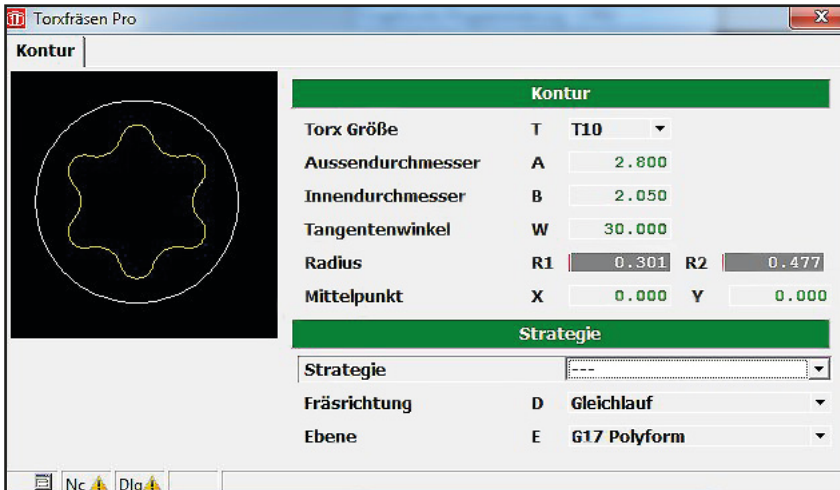 Torxfräsen Pro
Kontur
Kontur
Torx Größe T T10
Aussendurchmesser A 2.800
Innendurchmesser B 2.050
Tangentenwinkel W 30.000
Radius R1 0.301 R2 0.477
Mittelpunkt X 0.000 Y 0.000
Strategie
Strategie ---
Fräsrichtung D Gleichlauf
Ebene E G17 Polyform
Nc Dlg